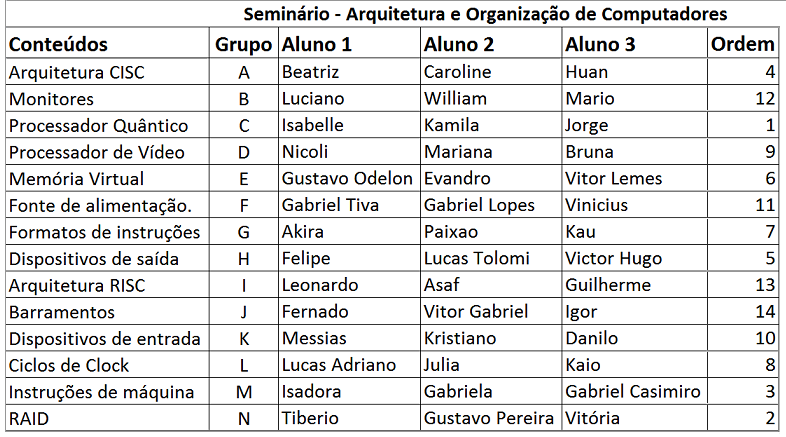 Seminário - Arquitetura e Organização de Computadores
Conteúdos Grupo Aluno 1 Aluno 2 Aluno 3 Ordem
Arquitetura CISC A Beatriz Caroline Huan 4
Monitores B Luciano William Mario 12
Processador Quântico C Isabelle Kamila Jorge 1
Processador de Vídeo D Nicoli Mariana Bruna 9
Memória Virtual E Gustavo Odelon Evandro Vitor Lemes 6
Fonte de alimentação. F Gabriel Tiva Gabriel Lopes Vinicius 11
Formatos de instruções G Akira Paixao Kau 7
Dispositivos de saída H Felipe Lucas Tolomi Victor Hugo 5
Arquitetura RISC I Leonardo Asaf Guilherme 13
Barramentos J Fernado Vitor Gabriel Igor 14
Dispositivos de entrada K Messias Kristiano Danilo 10
Ciclos de Clock L Lucas Adriano Julia Kaio 8
Instruções de máquina M Isadora Gabriela Gabriel Casimiro 3
RAID N Tiberio Gustavo Pereira Vitória 2